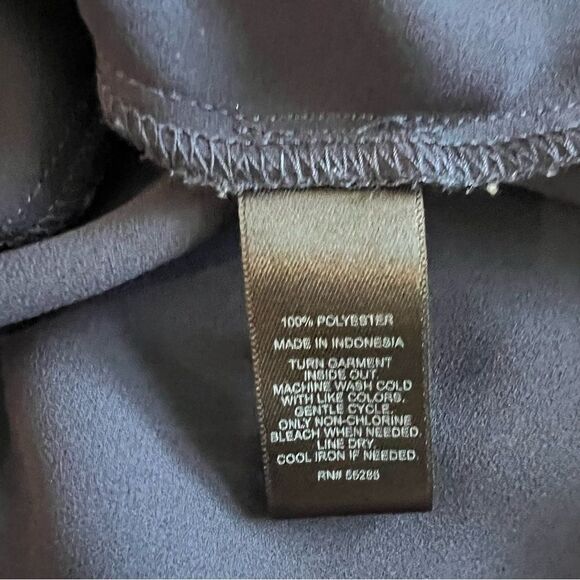 100% POLYESTER
MADE IN INDONESIA
TURN GARMENT
INSIDE OUT.
MACHINE WASH COLD
WITH LIKE COLORS.
GENTLE CYCLE.
ONLY NON-CHLORINE
BLEACH WHEN NEEDED.
LINE DRY.
COOL IRON IF NEEDED.
RN#